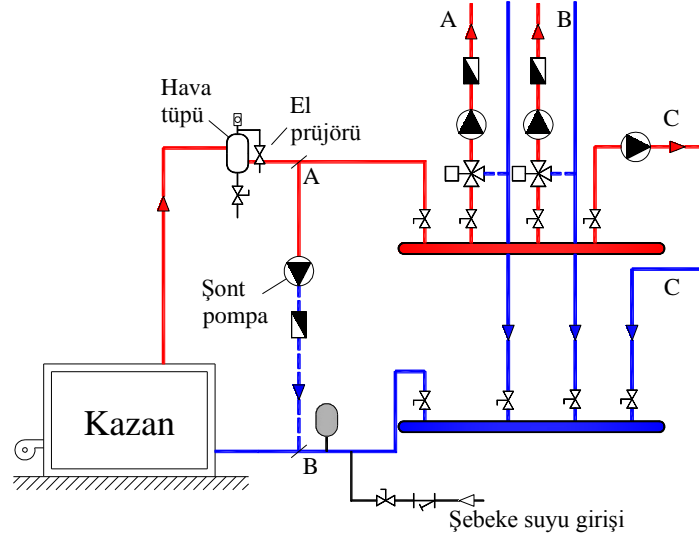 A
B
Hava
tüpü
El
prüjörü
C
A
C
Şont
pompa
Kazan
B
Şebeke suyu girişi